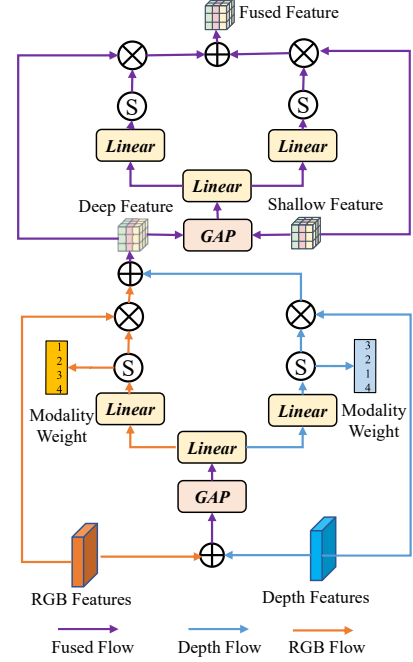 Fused Feature
S
S
Linear
Linear
Linear
Deep Feature
Shallow Feature
GAP
S
S
1
2
3
4
3
2
1
4
Modality
Weight
Linear
Linear
Modality
Weight
Linear
GAP
RGB Features
Depth Features
Fused Flow
Depth Flow
RGB Flow